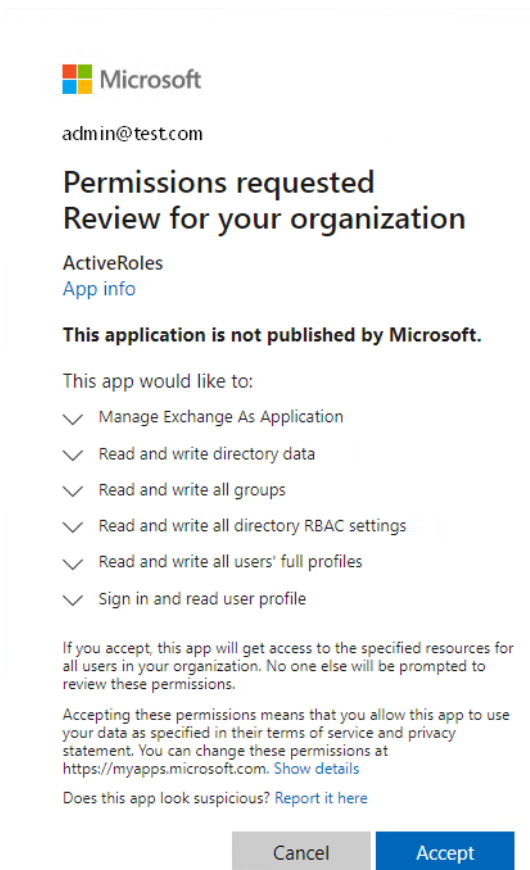 Microsoft
admin@test.com
Permissions requested
Review for your organization
ActiveRoles
App info
This application is not published by Microsoft.
This app would like to:
Manage Exchange As Application
Read and write directory data
Read and write all groups
Read and write all directory RBAC settings
Read and write all users' full profiles
Sign in and read user profile
If you accept, this app will get access to the specified resources for
all users in your organization. No one else will be prompted to
review these permissions.
Accepting these permissions means that you allow this app to use
your data as specified in their terms of service and privacy
statement. You can change these permissions at
https://myapps.microsoft.com. Show details
Does this app look suspicious? Report it here
Cancel Accept